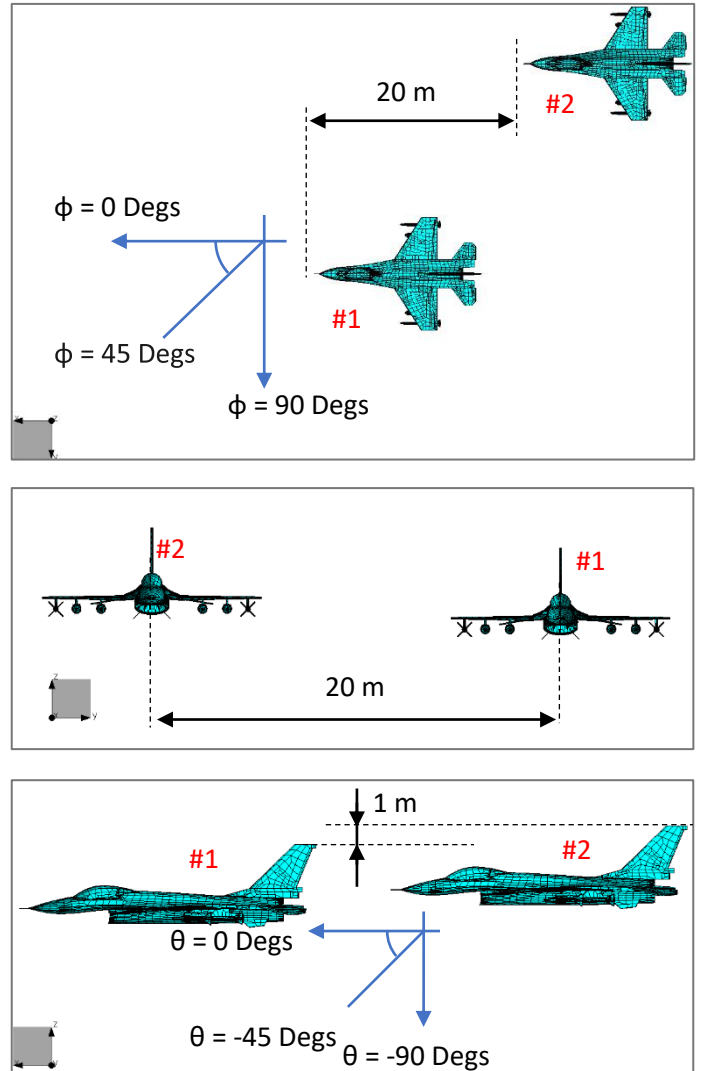 20 m
#2
ϕ = 0 Degs
#1
ϕ = 45 Degs
ϕ = 90 Degs
x
z
y
#2
#1
20 m
z
x
y
1 m
#1
#2
θ = 0 Degs
θ = -45 Degs
θ = -90 Degs
z
x
y